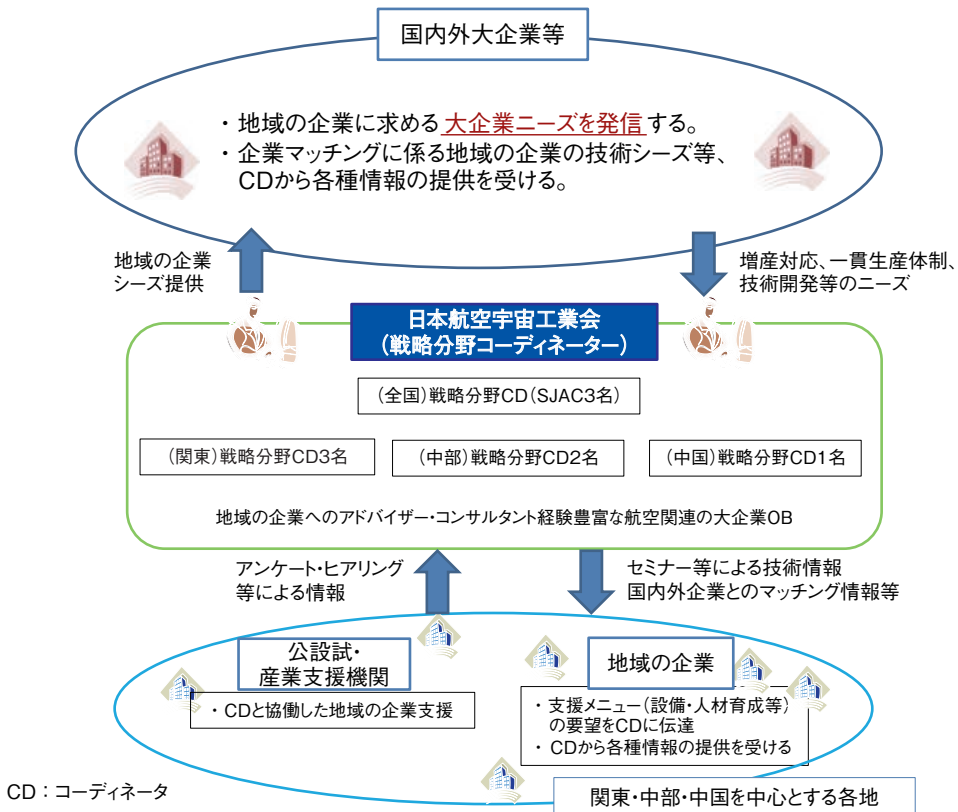 国内外大企業等
・ 地域の企業に求める 大企業ニーズを発信 する。
・ 企業マッチングに係る地域の企業の技術シーズ等、
CDから各種情報の提供を受ける。
地域の企業
シーズ提供
増産対応、一貫生産体制、
技術開発等のニーズ
日本航空宇宙工業会
(戦略分野コーディネーター)
(全国)戦略分野CD(SJAC3名)
(関東)戦略分野CD3名
(中部)戦略分野CD2名
(中国)戦略分野CD1名
地域の企業へのアドバイザー・コンサルタント経験豊富な航空関連の大企業OB
アンケート・ヒアリング
等による情報
セミナー等による技術情報
国内外企業とのマッチング情報等
公設試・
産業支援機関
・ CDと協働した地域の企業支援
地域の企業
・ 支援メニュー(設備・人材育成等)
の要望をCDに伝達
・ CDから各種情報の提供を受ける
CD : コーディネータ
関東・中部・中国を中心とする各地